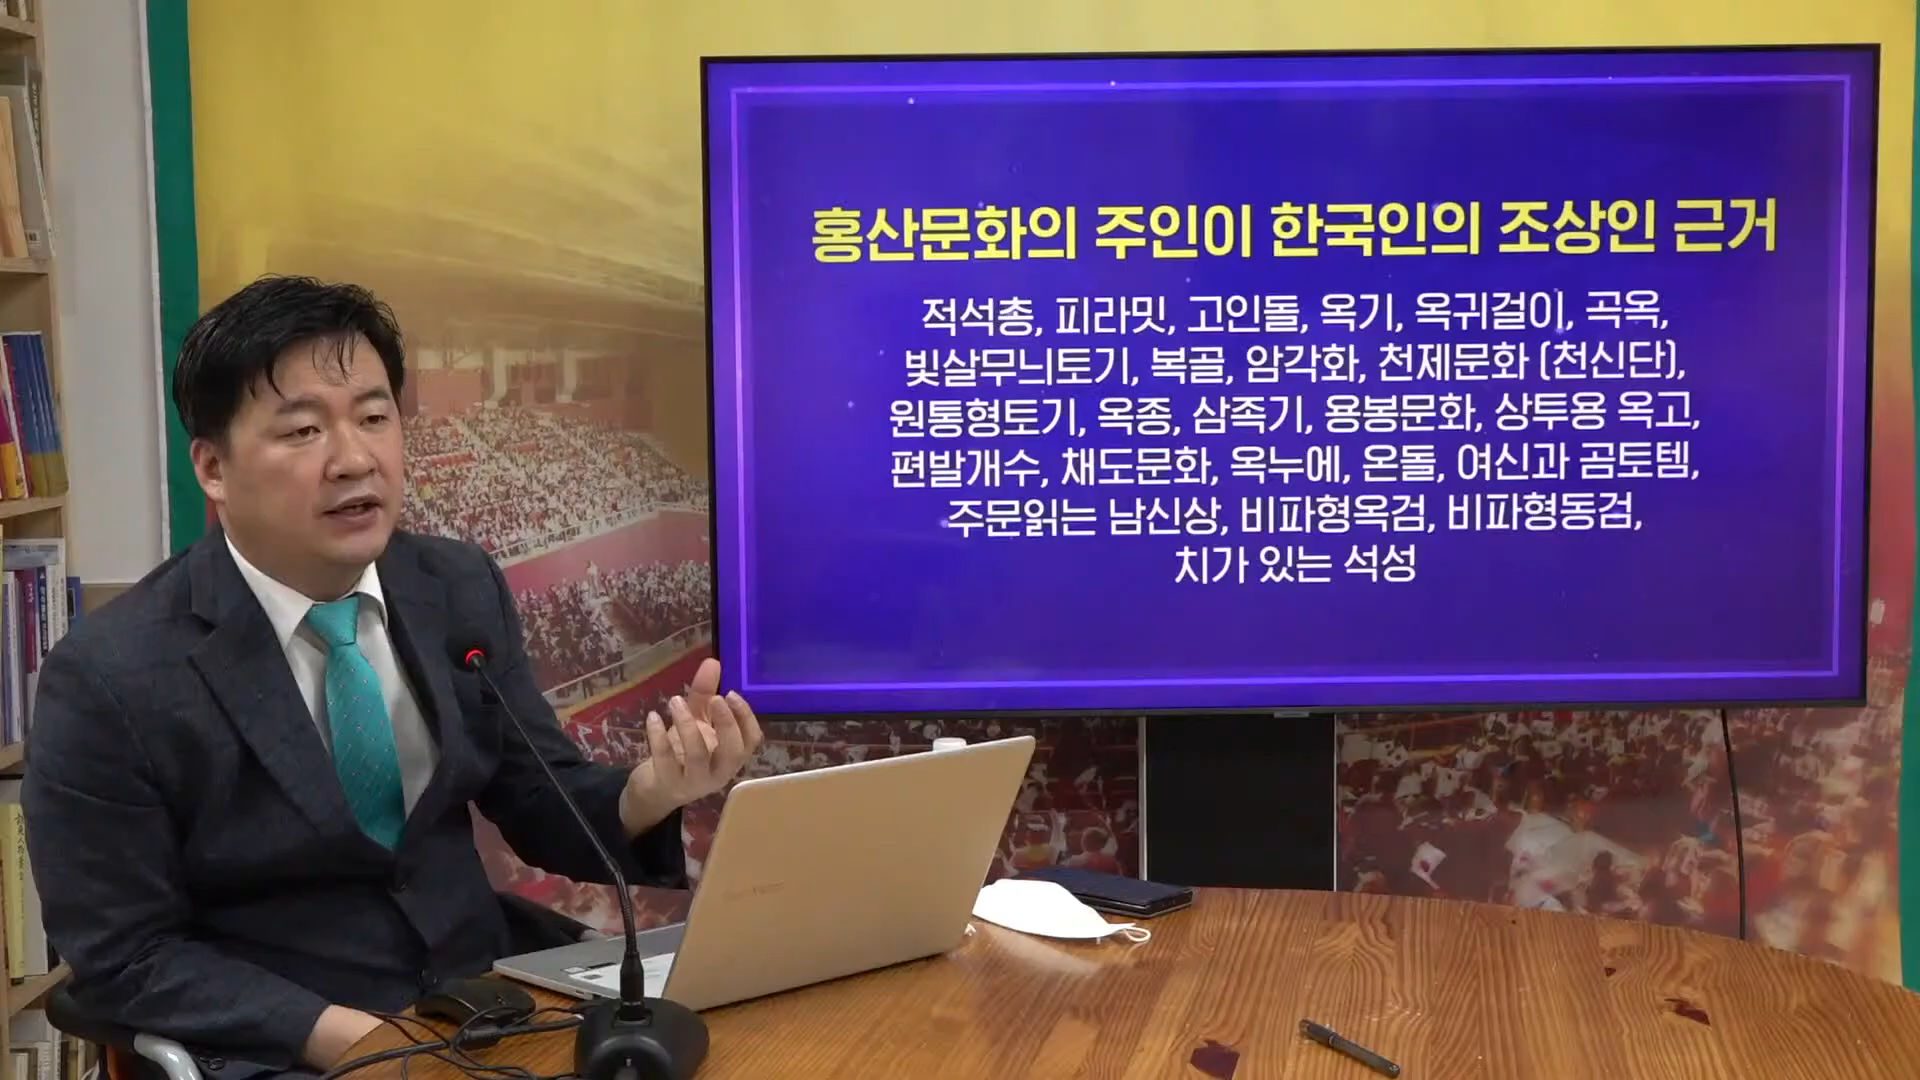 홍산문화의 주인이 한국인의 조상인 근거
적석총, 피라밋, 고인돌, 옥기, 옥귀걸이, 곡옥,
빛살무늬토기, 복골, 암각화, 천제문화 (천신단),
원통형토기, 옥종, 삼족기, 용봉문화, 상투용 옥고,
편발개수, 채도문화, 옥누에, 온돌, 여신과 곰토템,
주문읽는 남신상, 비파형옥검, 비파형동검,
치가 있는 석성